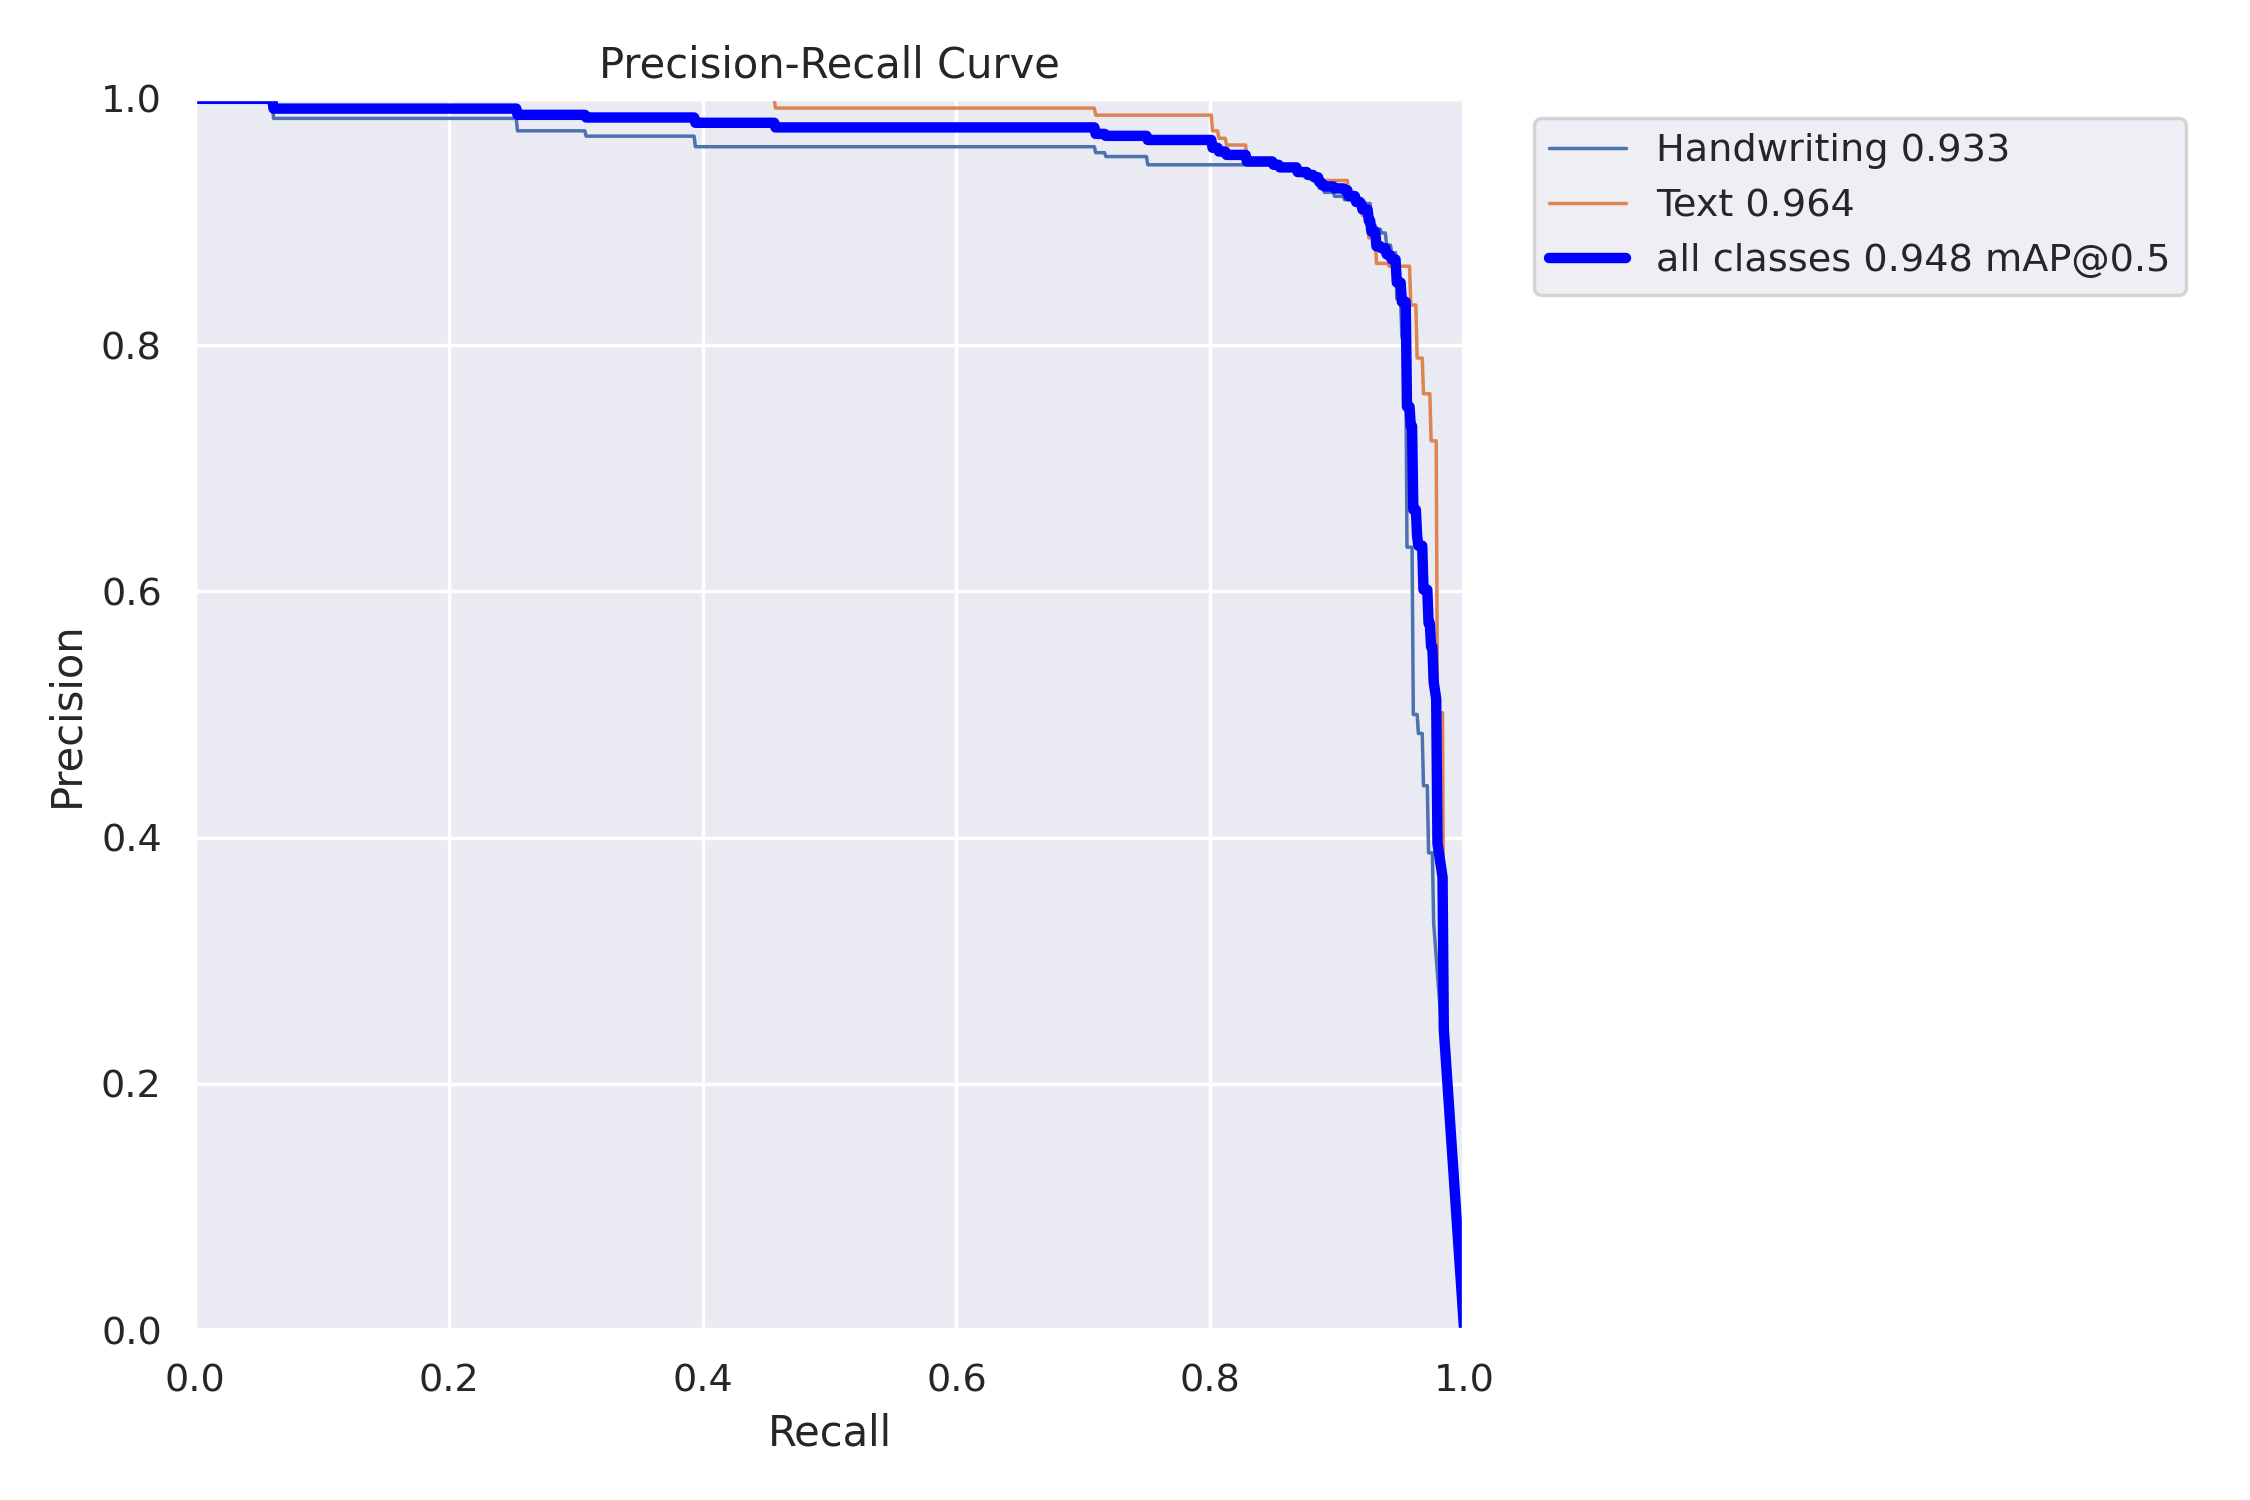 Precision-Recall Curve
1.0
0.8
0.6
0.4
0.2
0.0
Precision
0.0 0.2 0.4 0.6 0.8 1.0
Recall
Handwriting 0.933
Text 0.964
all classes 0.948 mAP@0.5